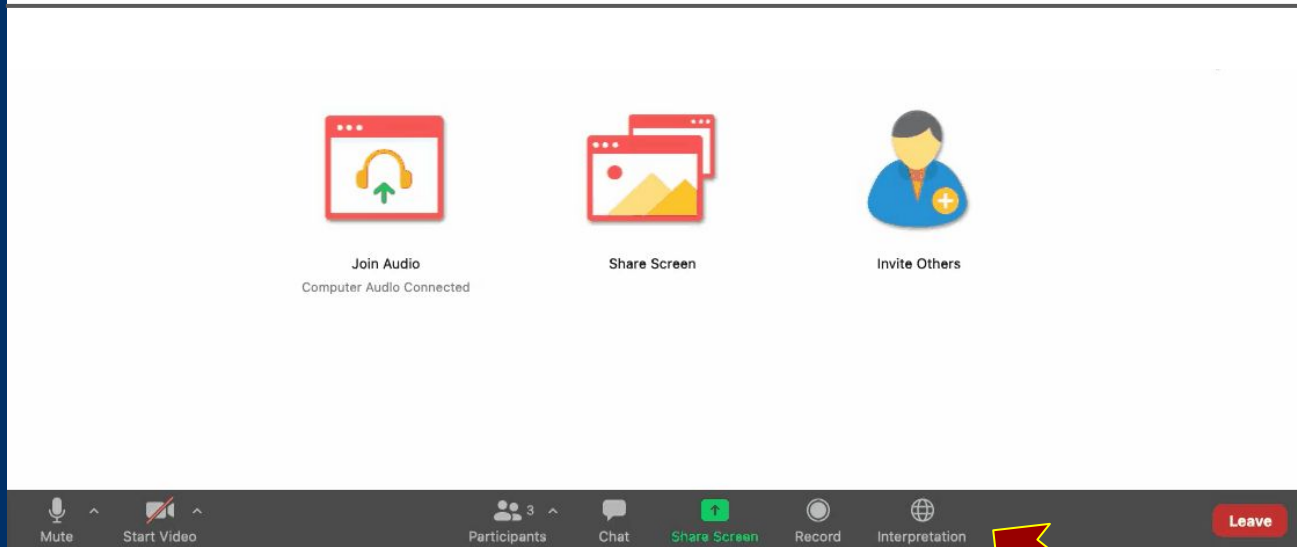 Join Audio
Computer Audio Connected
Share Screen
Invite Others
Mute
Start Video
Participants
3
Chat
Share Screen
Record
Interpretation
Leave